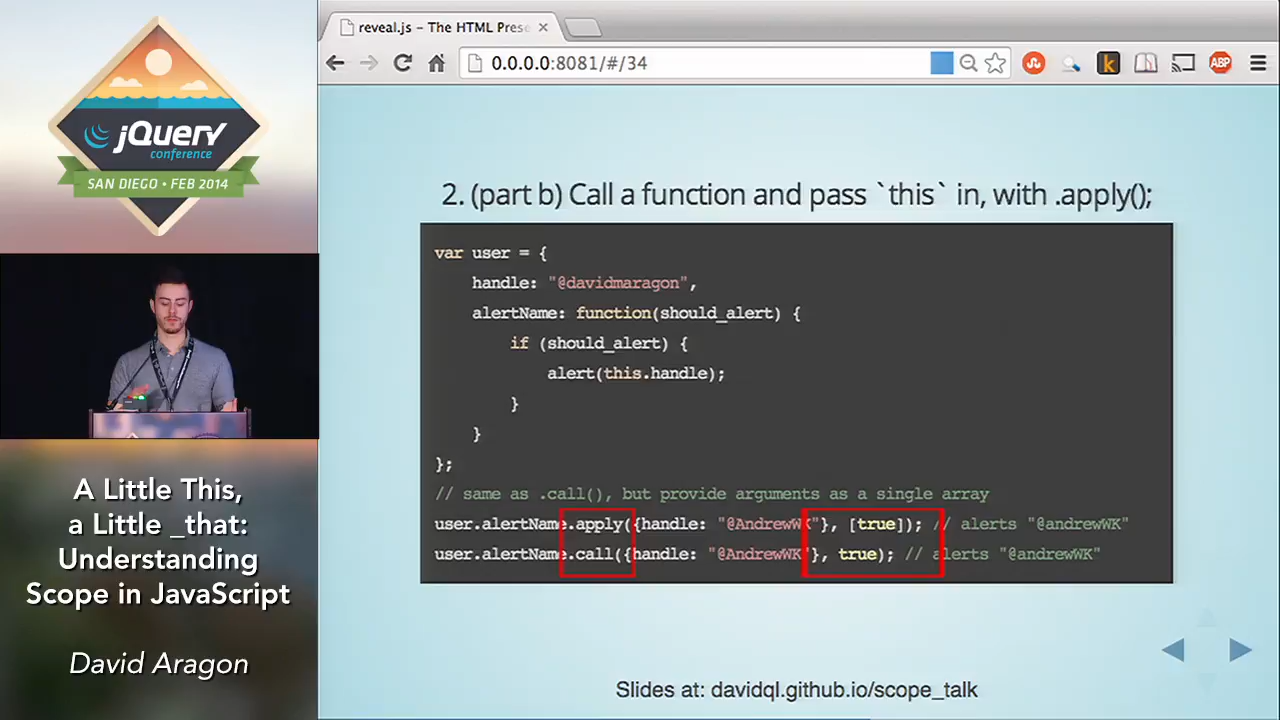 jQuery
conference
SAN DIEGO • FEB 2014
A Little This,
a Little _that:
Understanding
Scope in JavaScript
David Aragon
reveal.js – The HTML Prese
0.0.0.0:8081/#/34
k
ABP
2. (part b) Call a function and pass `this` in, with .apply();
var user = {
handle: "@davidmaragon",
alertName: function(should_alert) {
if (should_alert) {
alert(this.handle);
}
}
};
// same as .call(), but provide arguments as a single array
user.alertName.apply({handle: "@AndrewWK"}, [true]); // alerts "@andrewWK"
user.alertName.call({handle: "@AndrewWK"}, true); // alerts "@andrewWK"
Slides at: davidql.github.io/scope_talk